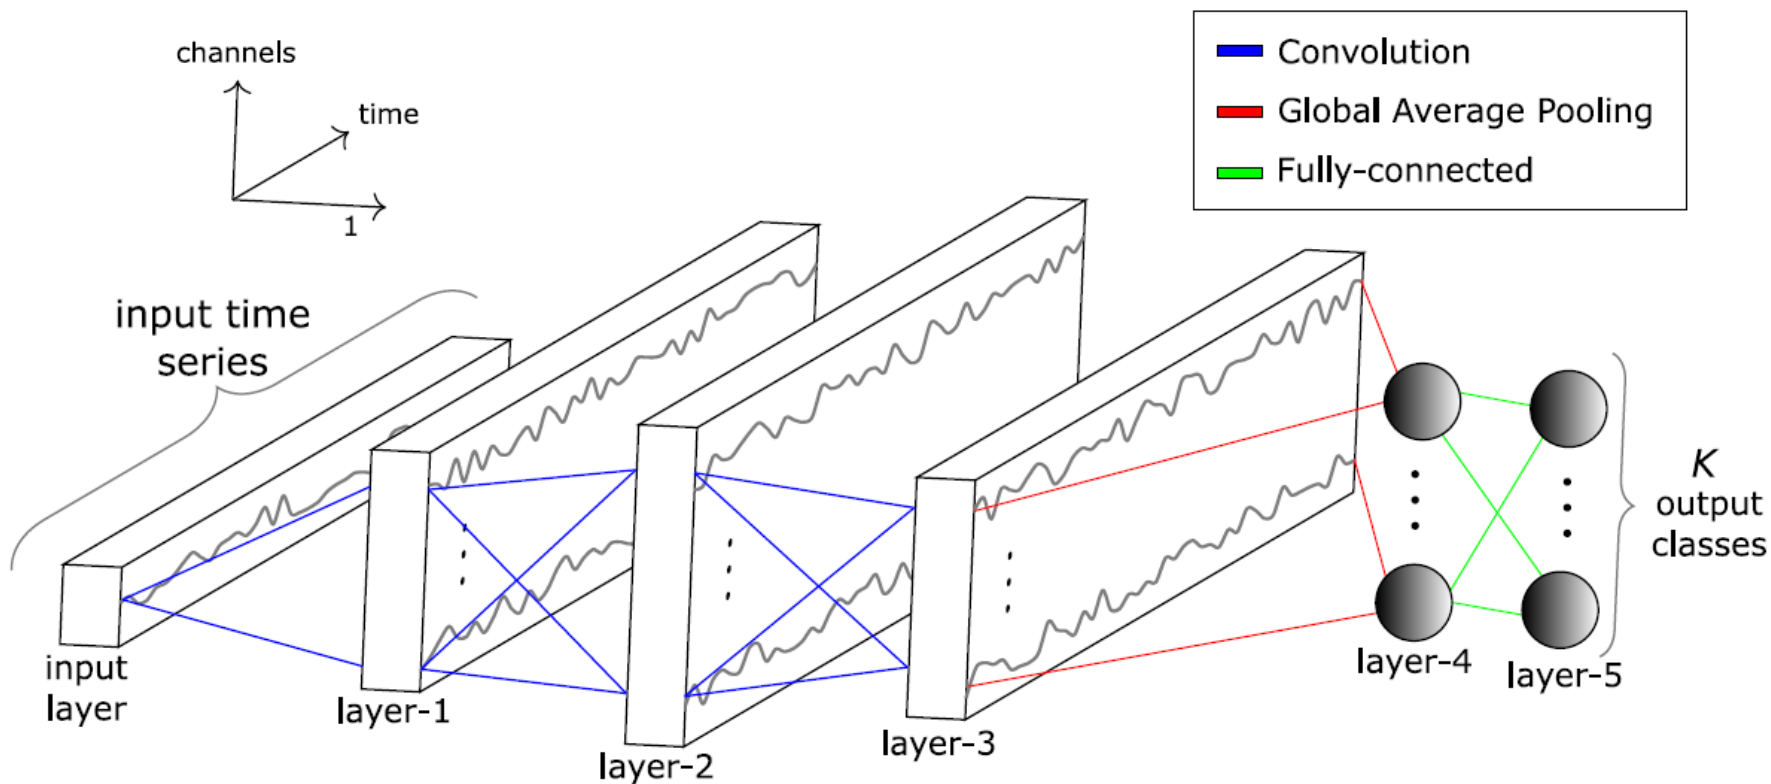 channels
time
1
Convolution
Global Average Pooling
Fully-connected
input time
series
input
layer
layer-1
layer-2
layer-3
layer-4
layer-5
K
output
classes